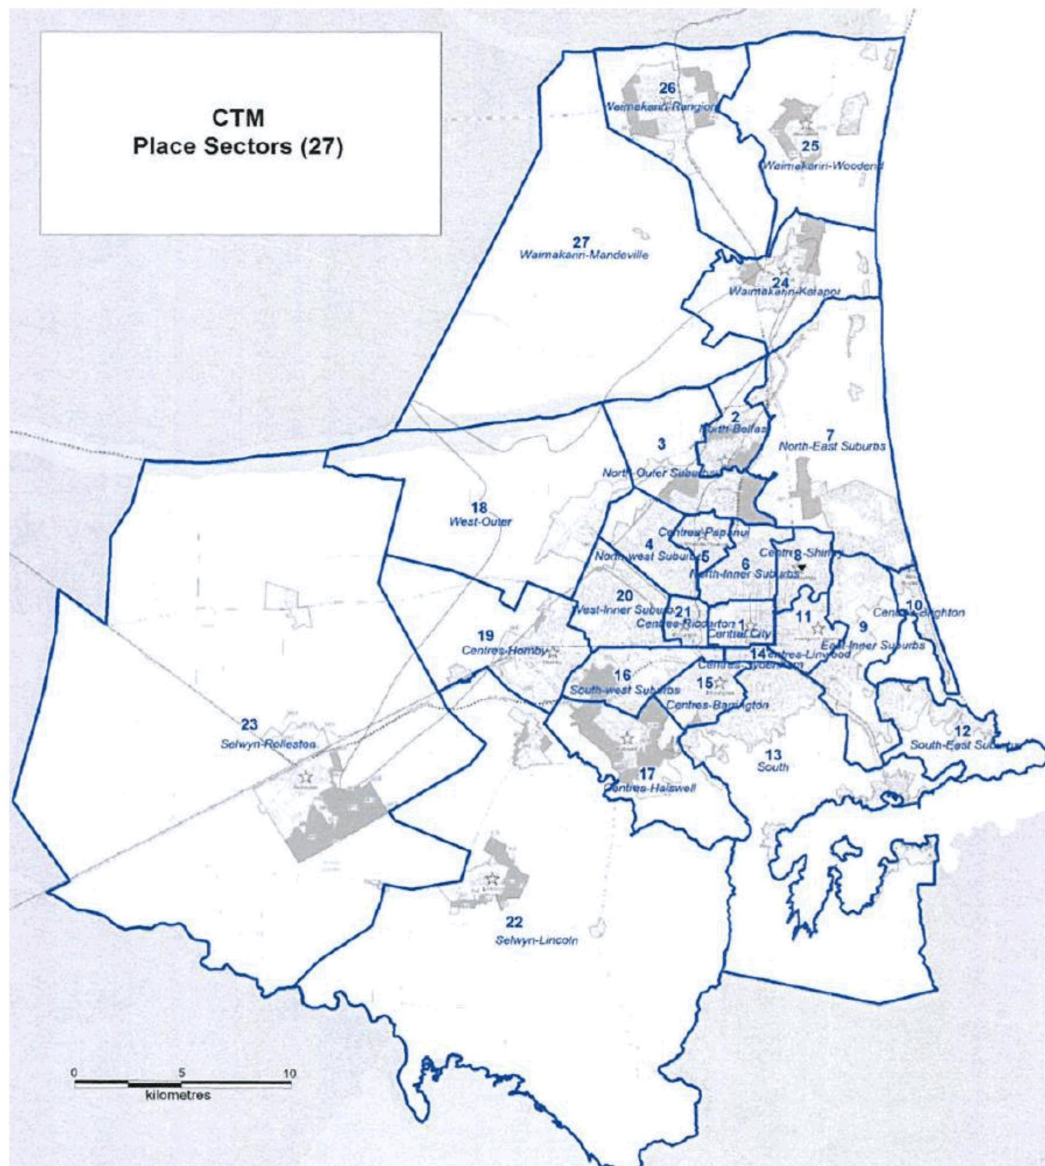 CTM
Place Sectors (27)
26
Waimakariri-Rangiora
25
Waimakariri-Woodend
27
Waimakariri-Mandeville
24
Waimakariri-Kaiapoi
2
North-Belfast
3
North-Outer Suburbs
7
North-East Suburbs
18
West-Outer
Centres-Papanui
4
North-west Suburbs
5
6
North-Inner Suburbs
8
Centres-Shirley
20
West-Inner Suburbs
21
Centres-Riccarton
1
Central City
11
Centres-Linwood
9
East-Inner Suburbs
10
Centres-Brighton
19
Centres-Hornby
14
Centres-Sydenham
16
South-west Suburbs
15
Centres-Barrington
12
South-East Suburbs
23
Selwyn-Rolleston
17
Centres-Halswell
13
South
22
Selwyn-Lincoln
0 5 10
kilometres